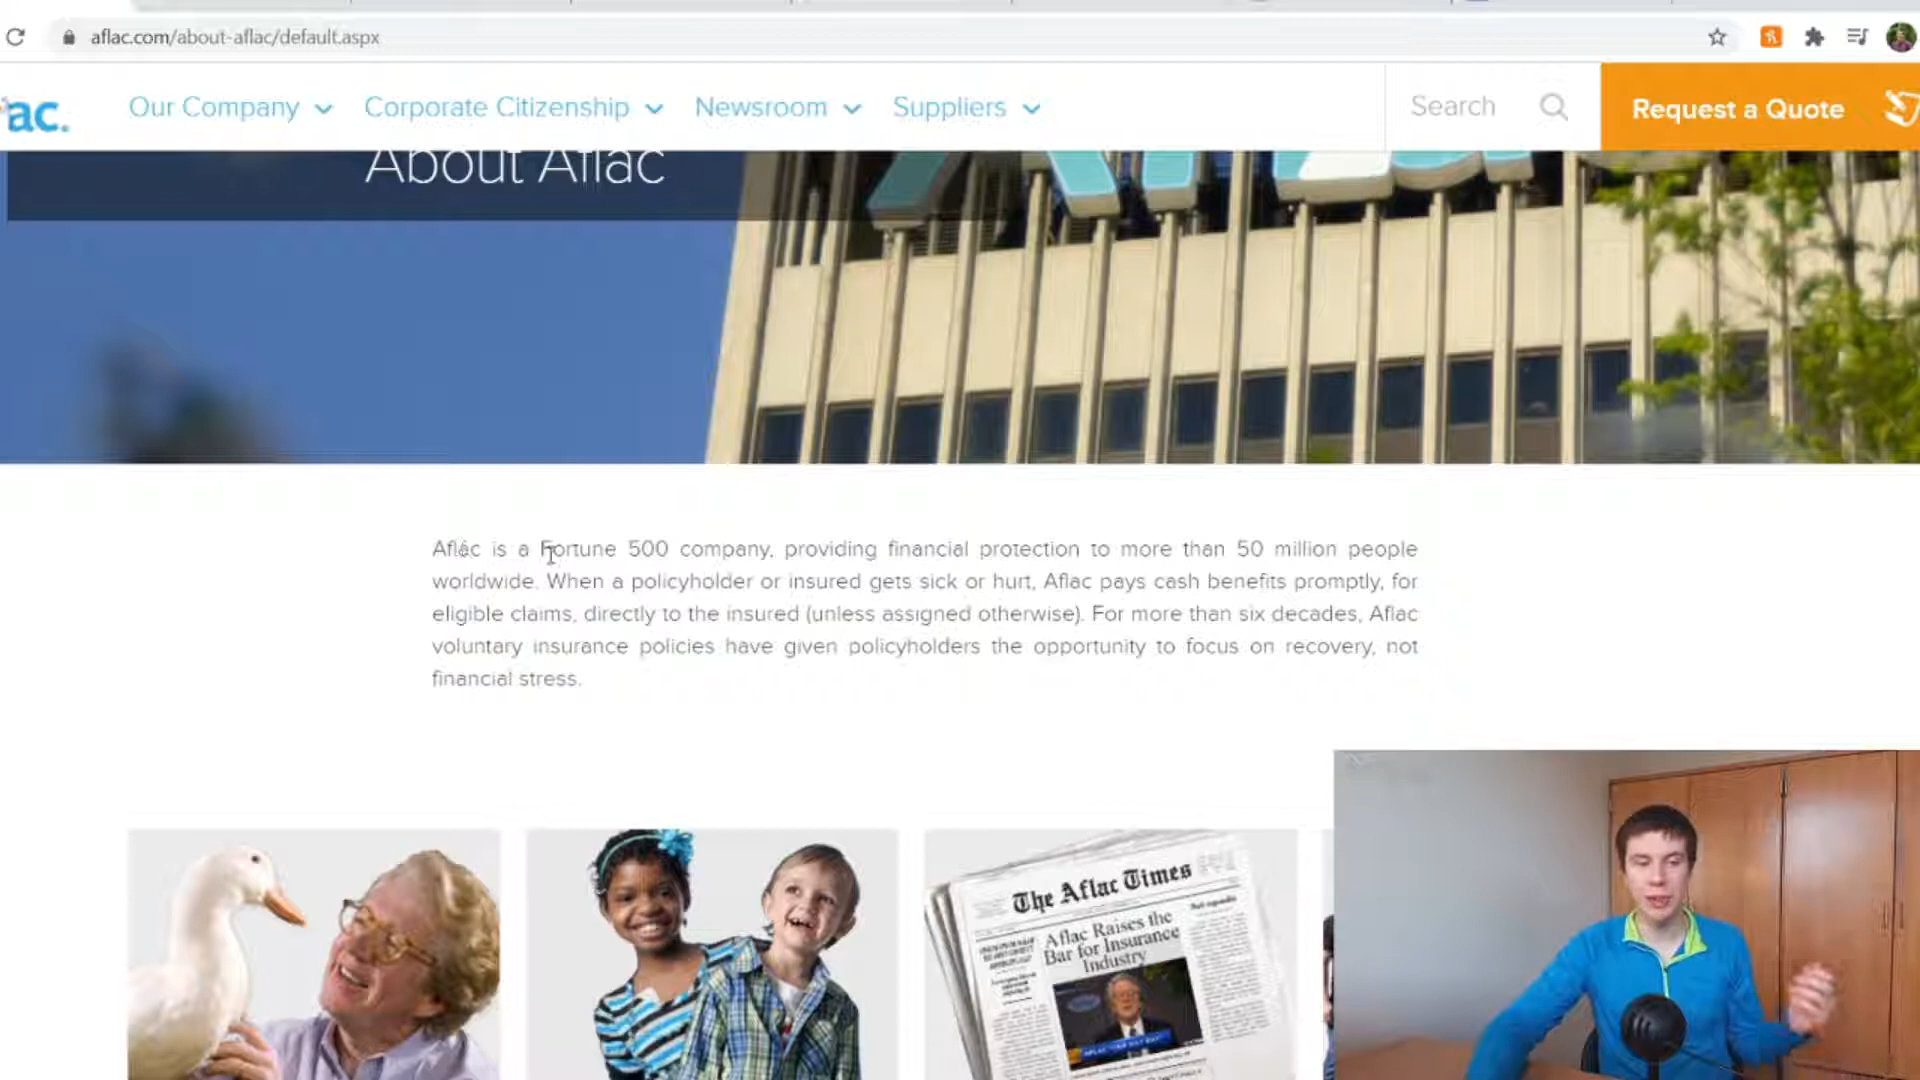 aflac.com/about-aflac/default.aspx
ac.
Our Company
Corporate Citizenship
Newsroom
Suppliers
Search
Request a Quote
About Aflac
Aflac is a Fortune 500 company, providing financial protection to more than 50 million people
worldwide. When a policyholder or insured gets sick or hurt, Aflac pays cash benefits promptly, for
eligible claims, directly to the insured (unless assigned otherwise). For more than six decades, Aflac
voluntary insurance policies have given policyholders the opportunity to focus on recovery, not
financial stress.
The Aflac Times
Aflac Raises the
Bar for Insurance
Industry